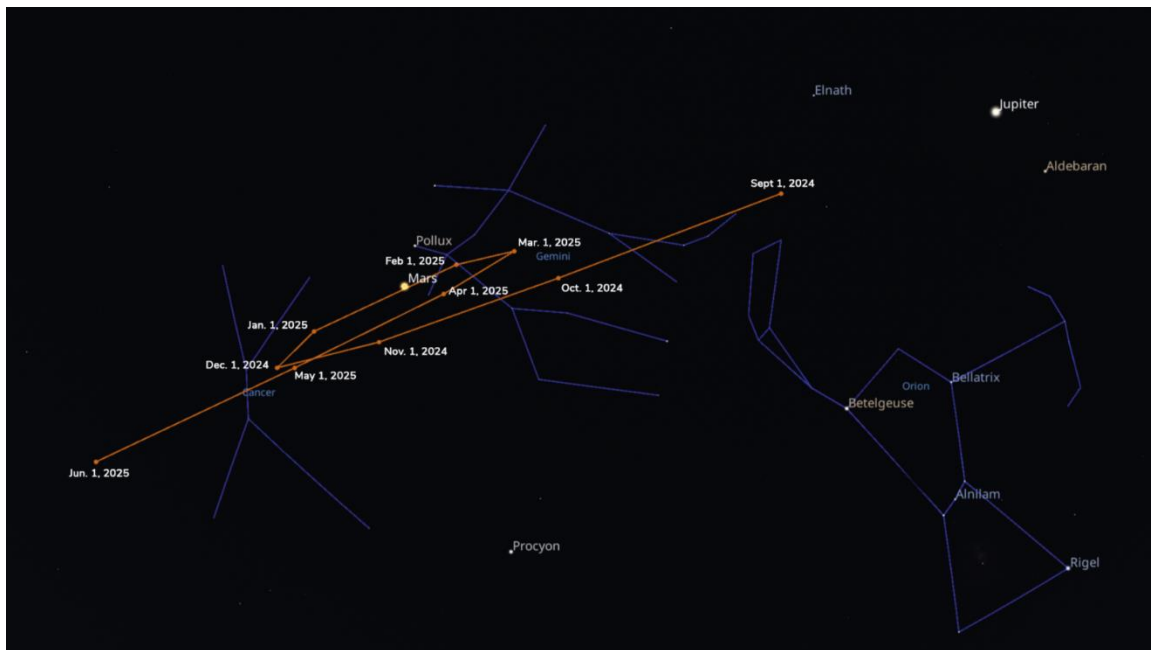 Elnath
Jupiter
Aldebaran
Sept 1, 2024
Pollux
Mar. 1, 2025
Feb 1, 2025
Gemini
Mars
Oct. 1, 2024
Apr 1, 2025
Jan. 1, 2025
Nov. 1, 2024
Dec. 1, 2024
May 1, 2025
Cancer
Bellatrix
Orion
Betelgeuse
Jun. 1, 2025
Alnilam
Procyon
Rigel